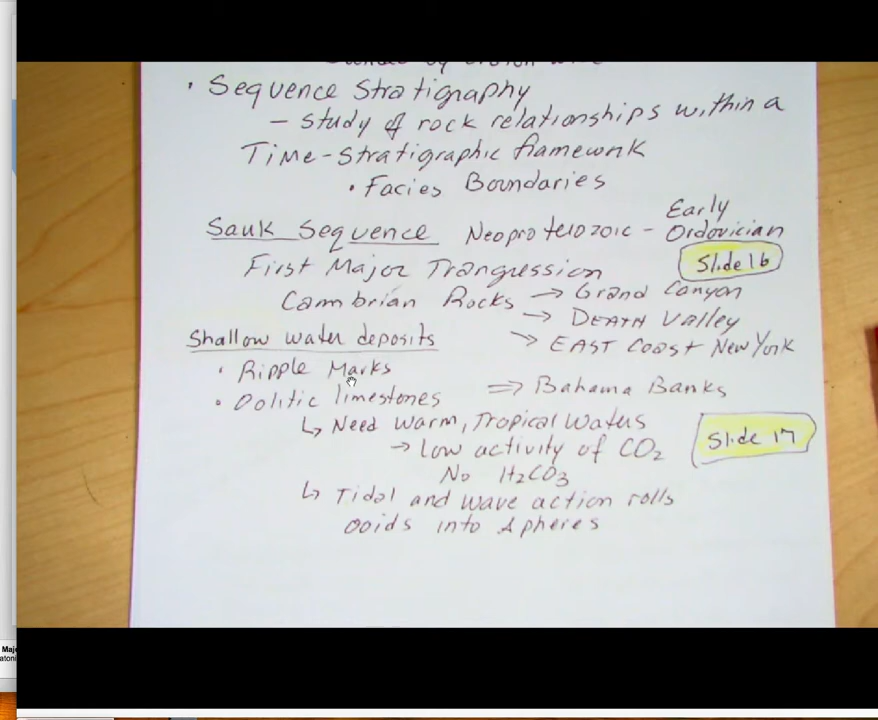 • Sequence Stratigraphy
- Study of rock relationships within a
Time-Stratigraphic framework
• Facies Boundaries
Sauk Sequence Neoproterozoic - Early Ordovician
Slide 16
First Major Trangression
Cambrian Rocks → Grand Canyon
→ DEATH Valley
→ EAST Coast New York
Shallow water deposits
• Ripple Marks
• Oolitic limestones ⇒ Bahama Banks
↳ Need warm, Tropical Waters
→ Low activity of CO2
Slide 17
No H2CO3
↳ Tidal and wave action rolls
ooids into spheres
Maj